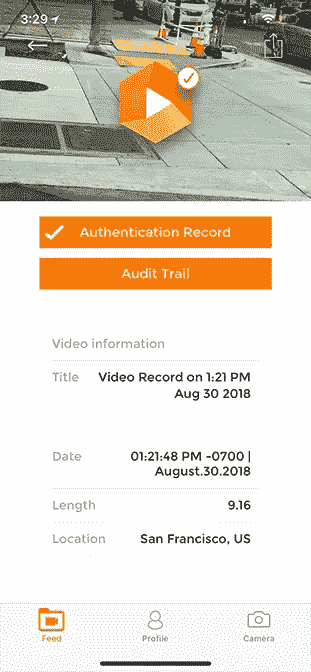 3:29
Authentication Record
Audit Trail
Video information
Title Video Record on 1:21 PM
Aug 30 2018
Date 01:21:48 PM -0700 |
August.30.2018
Length 9.16
Location San Francisco, US
Feed Profile Camera